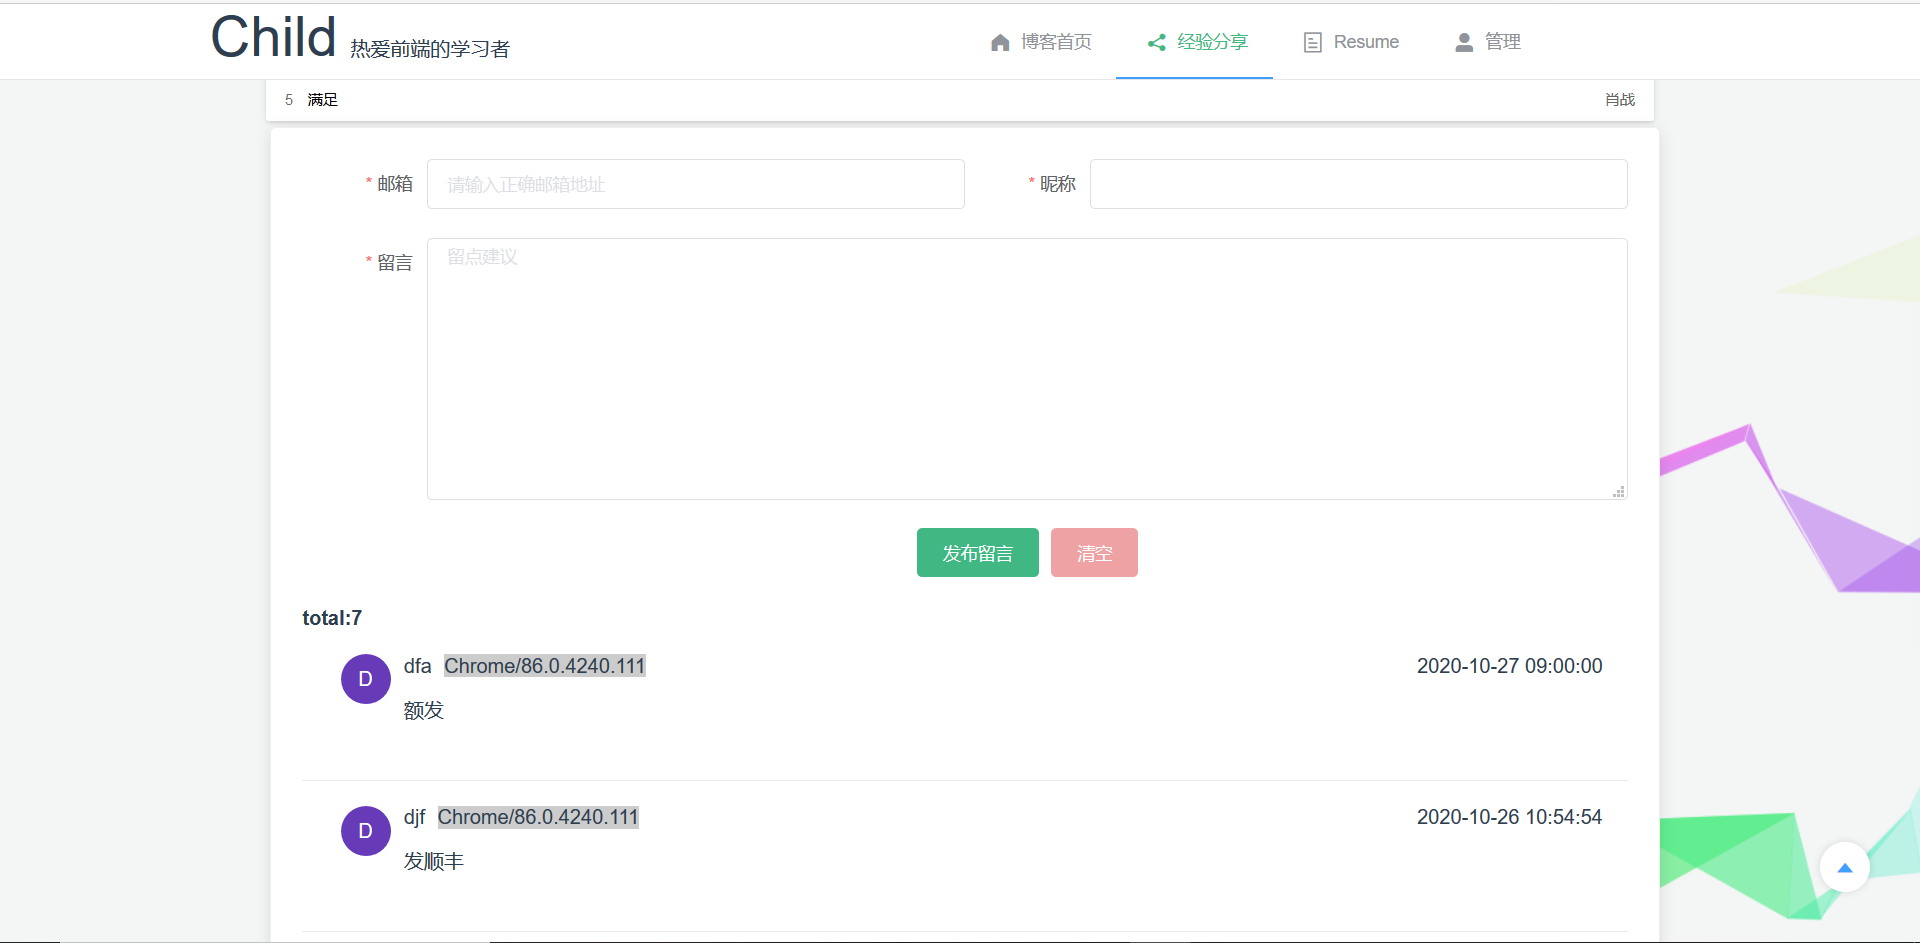 Child 热爱前端的学习者 博客首页 经验分享 Resume 管理
5 满足 肖战
* 邮箱 请输入正确邮箱地址 * 昵称
* 留言 留点建议
发布留言 清空
total:7
D dfa Chrome/86.0.4240.111 2020-10-27 09:00:00
额发
D djf Chrome/86.0.4240.111 2020-10-26 10:54:54
发顺丰